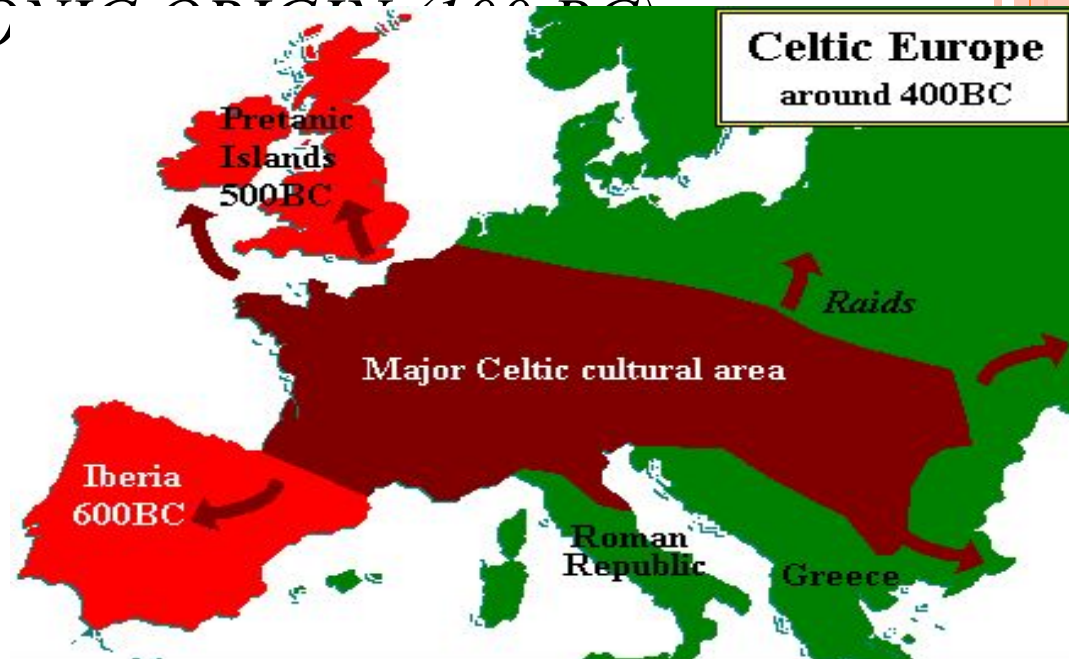 Celtic Europe
around 400BC
Pretanic
Islands
500BC
Raids
Major Celtic cultural area
Iberia
600BC
Roman
Republic
Greece